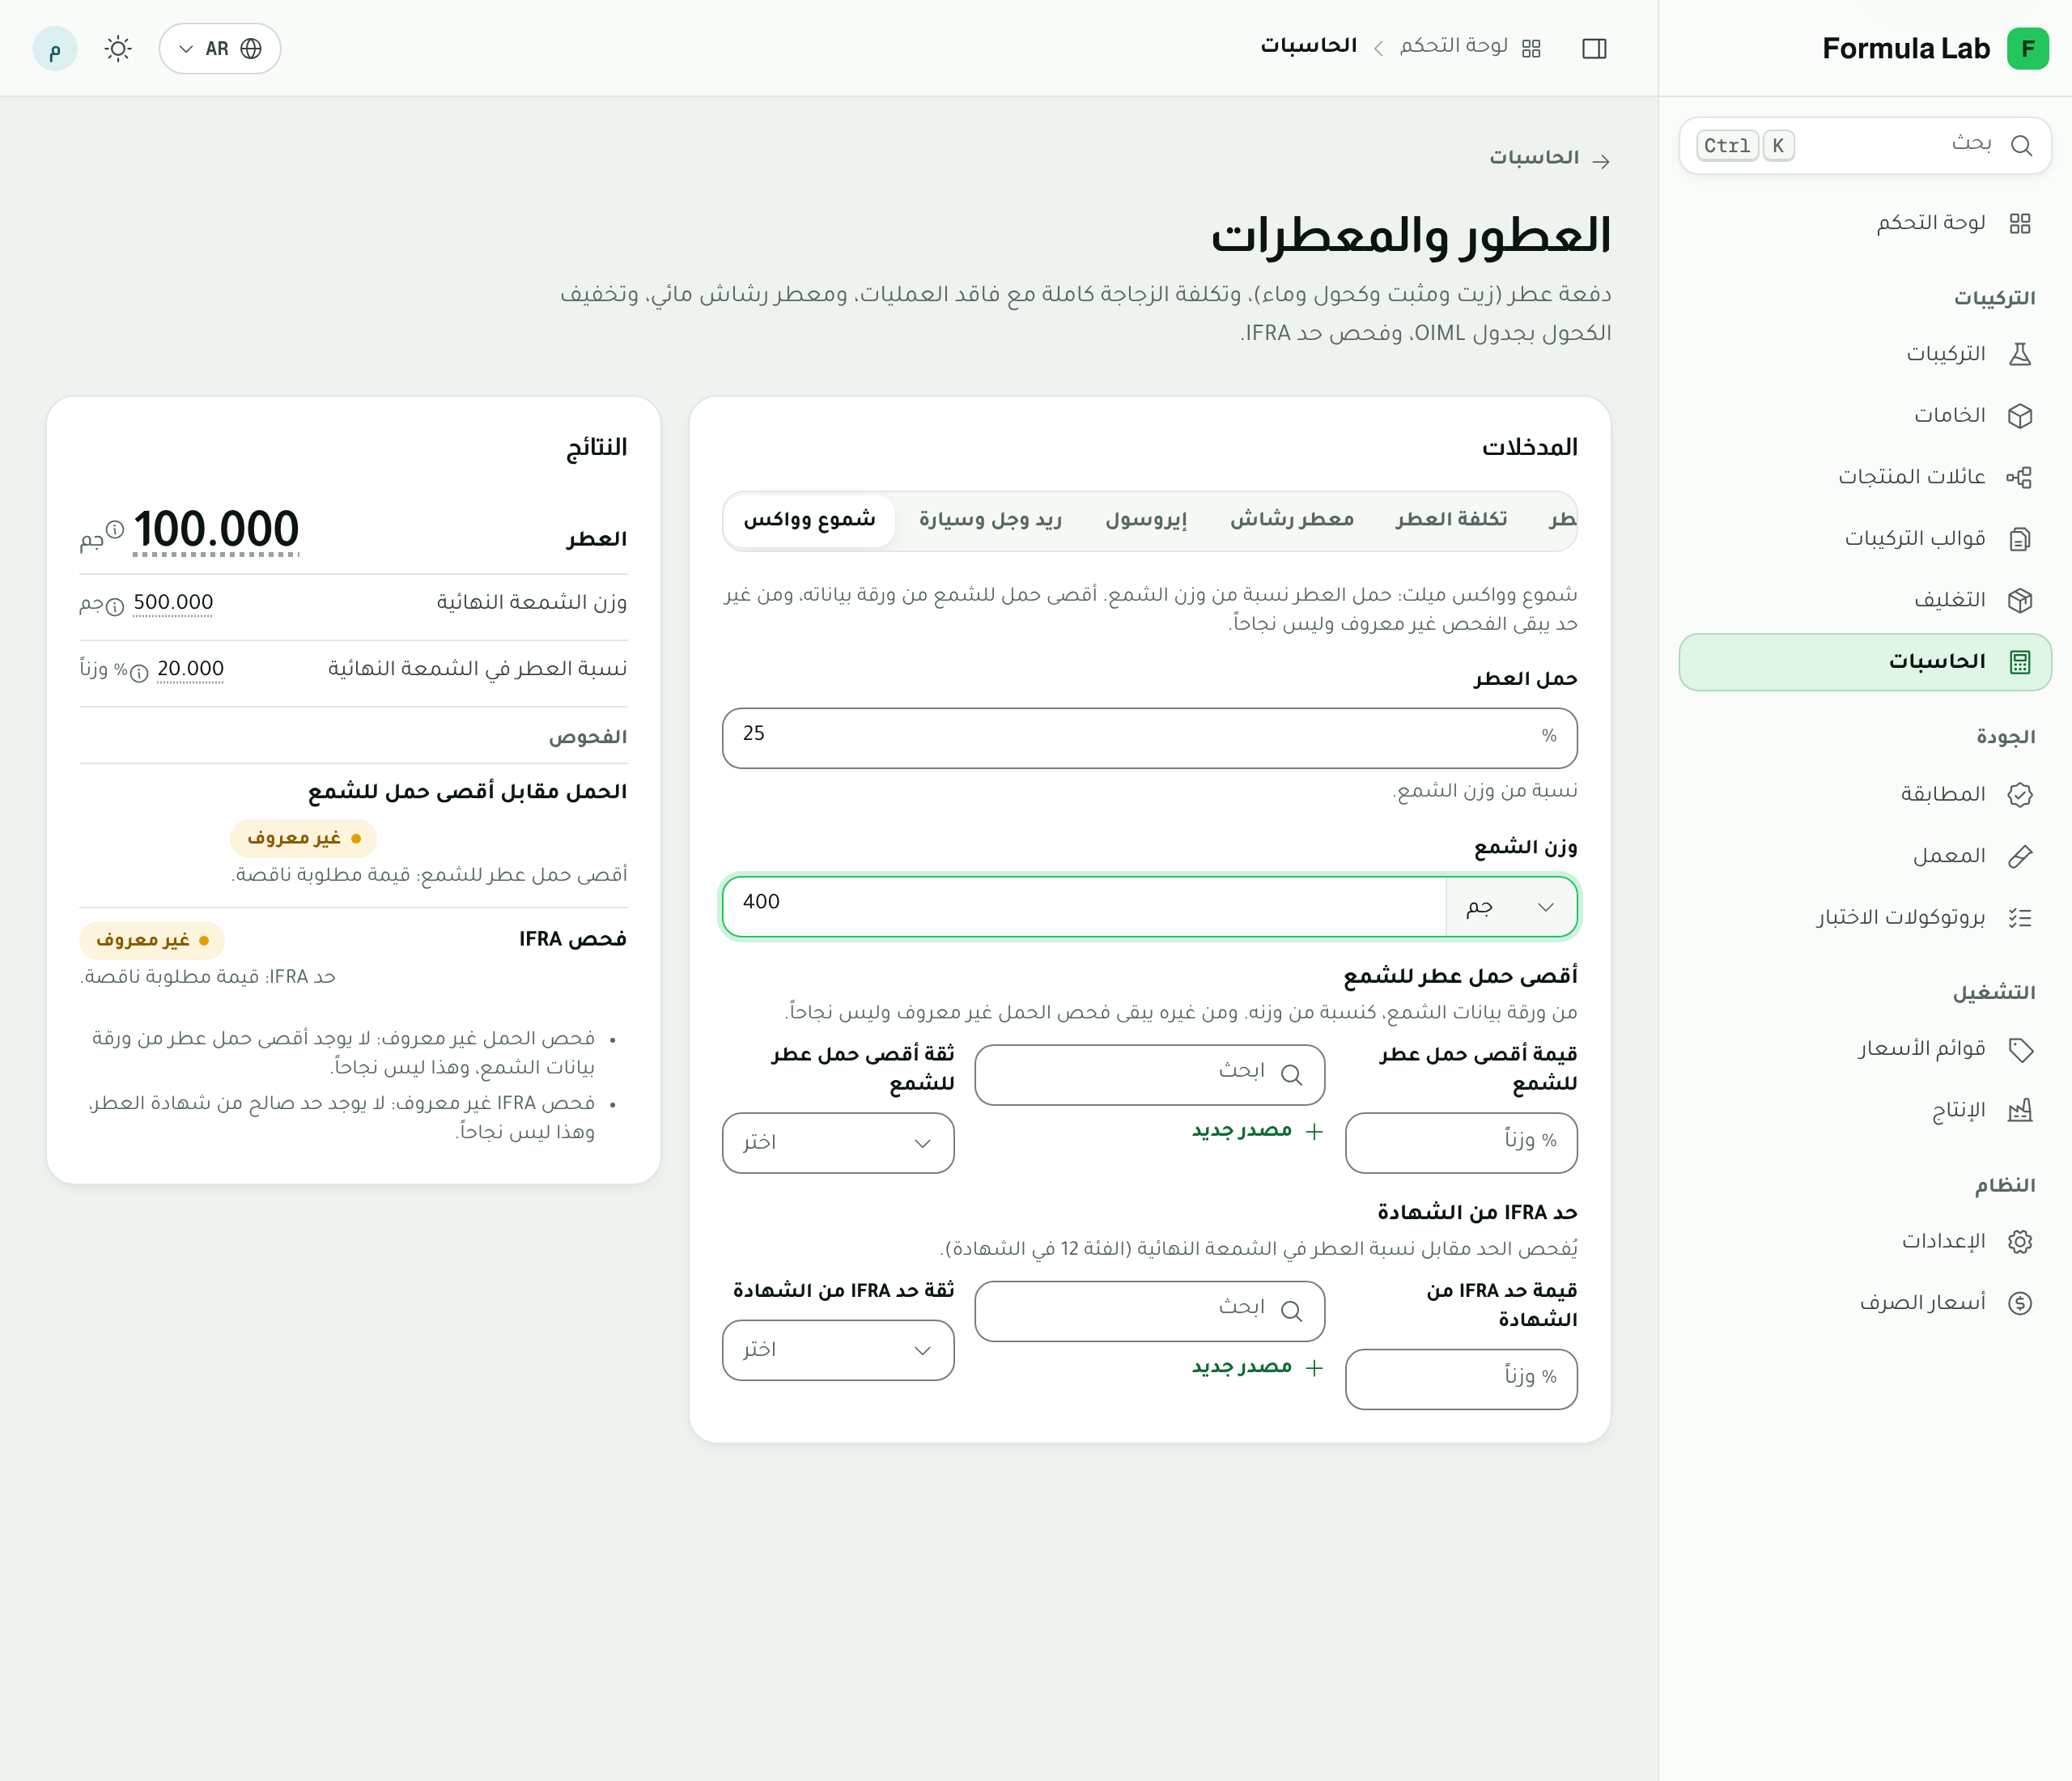 F Formula Lab
بحث
K Ctrl
لوحة التحكم
التركيبات
التركيبات
الخامات
عائلات المنتجات
قوالب التركيبات
التغليف
الحاسبات
الجودة
المطابقة
المعمل
بروتوكولات الاختبار
التشغيل
قوائم الأسعار
الإنتاج
النظام
الإعدادات
أسعار الصرف
لوحة التحكم
الحاسبات
AR
م
الحاسبات
العطور والمعطرات
دفعة عطر (زيت ومثبت وكحول وماء)، وتكلفة الزجاجة كاملة مع فاقد العمليات، ومعطر رشاش مائي، وتخفيف
الكحول بجدول OIML، وفحص حد IFRA.
المدخلات
طر
تكلفة العطر
معطر رشاش
إيروسول
ريد وجل وسيارة
شموع وواكس
شموع وواكس ميلت: حمل العطر نسبة من وزن الشمع. أقصى حمل للشمع من ورقة بياناته، ومن غير
حد يبقى الفحص غير معروف وليس نجاحاً.
حمل العطر
% 25
نسبة من وزن الشمع.
وزن الشمع
جم 400
أقصى حمل عطر للشمع
من ورقة بيانات الشمع، كنسبة من وزنه. ومن غيره يبقى فحص الحمل غير معروف وليس نجاحاً.
قيمة أقصى حمل عطر
للشمع
% وزناً
ابحث
مصدر جديد
ثقة أقصى حمل عطر
للشمع
اختر
حد IFRA من الشهادة
يُفحص الحد مقابل نسبة العطر في الشمعة النهائية (الفئة 12 في الشهادة).
قيمة حد IFRA من
الشهادة
% وزناً
ابحث
مصدر جديد
ثقة حد IFRA من الشهادة
اختر
النتائج
العطر 100.000 جم
وزن الشمعة النهائية 500.000 جم
نسبة العطر في الشمعة النهائية 20.000 % وزناً
الفحوص
الحمل مقابل أقصى حمل للشمع
غير معروف
أقصى حمل عطر للشمع: قيمة مطلوبة ناقصة.
فحص IFRA
غير معروف
حد IFRA: قيمة مطلوبة ناقصة.
• فحص الحمل غير معروف: لا يوجد أقصى حمل عطر من ورقة
بيانات الشمع، وهذا ليس نجاحاً.
• فحص IFRA غير معروف: لا يوجد حد صالح من شهادة العطر،
وهذا ليس نجاحاً.